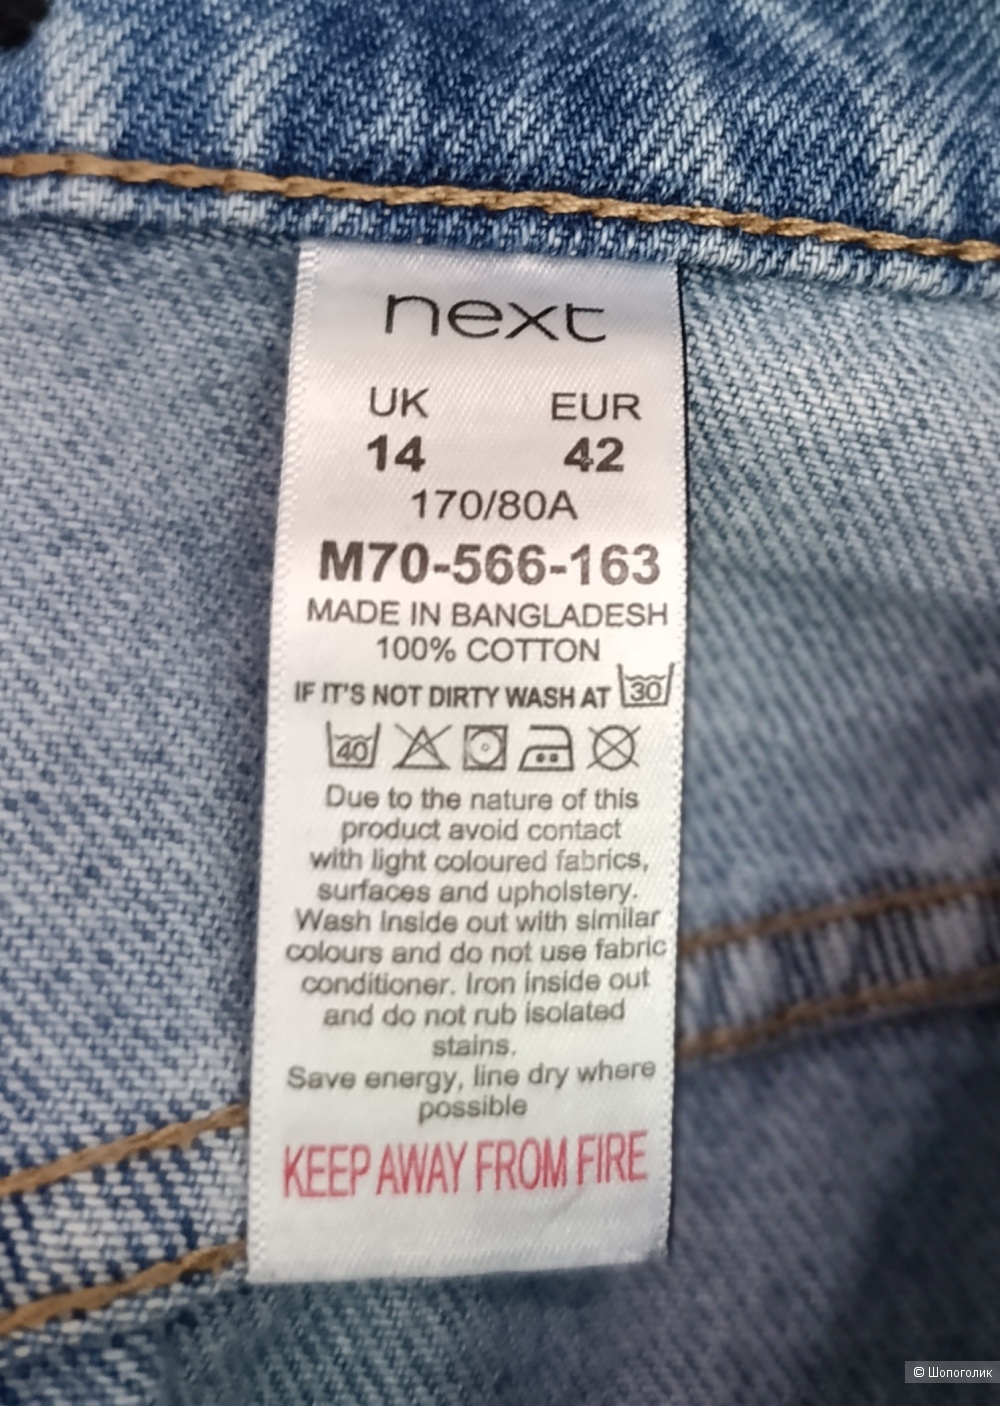 next
UK EUR
14 42
170/80A
M70-566-163
MADE IN BANGLADESH
100% COTTON
IF IT'S NOT DIRTY WASH AT 30
40
Due to the nature of this
product avoid contact
with light coloured fabrics,
surfaces and upholstery.
Wash inside out with similar
colours and do not use fabric
conditioner. Iron inside out
and do not rub isolated
stains.
Save energy, line dry where
possible
KEEP AWAY FROM FIRE
© Шопоголик